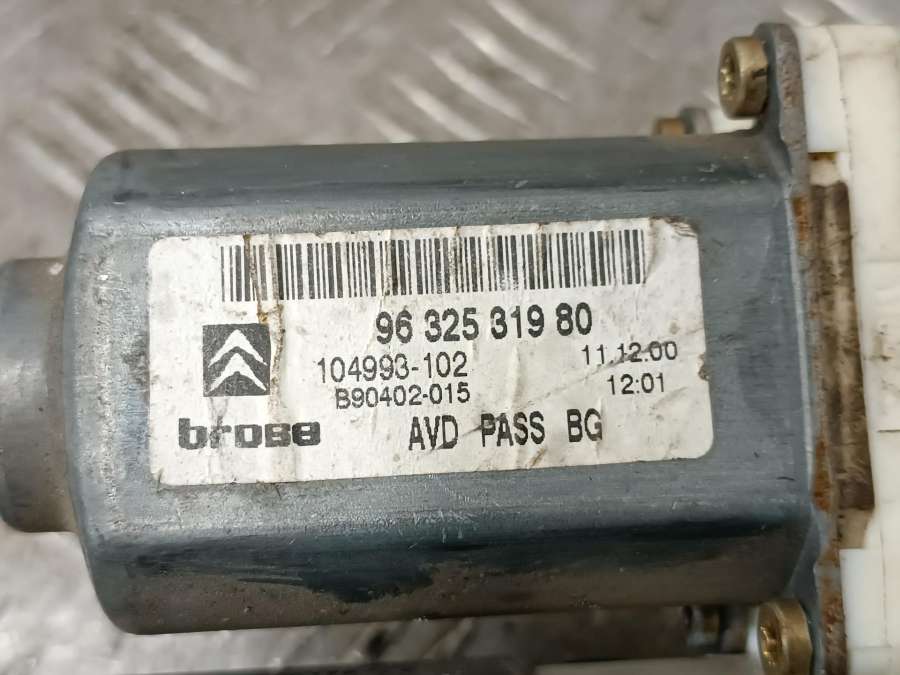 96 325 319 80
104993-102 11.12.00
B90402-015 12:01
brose AVD PASS BG